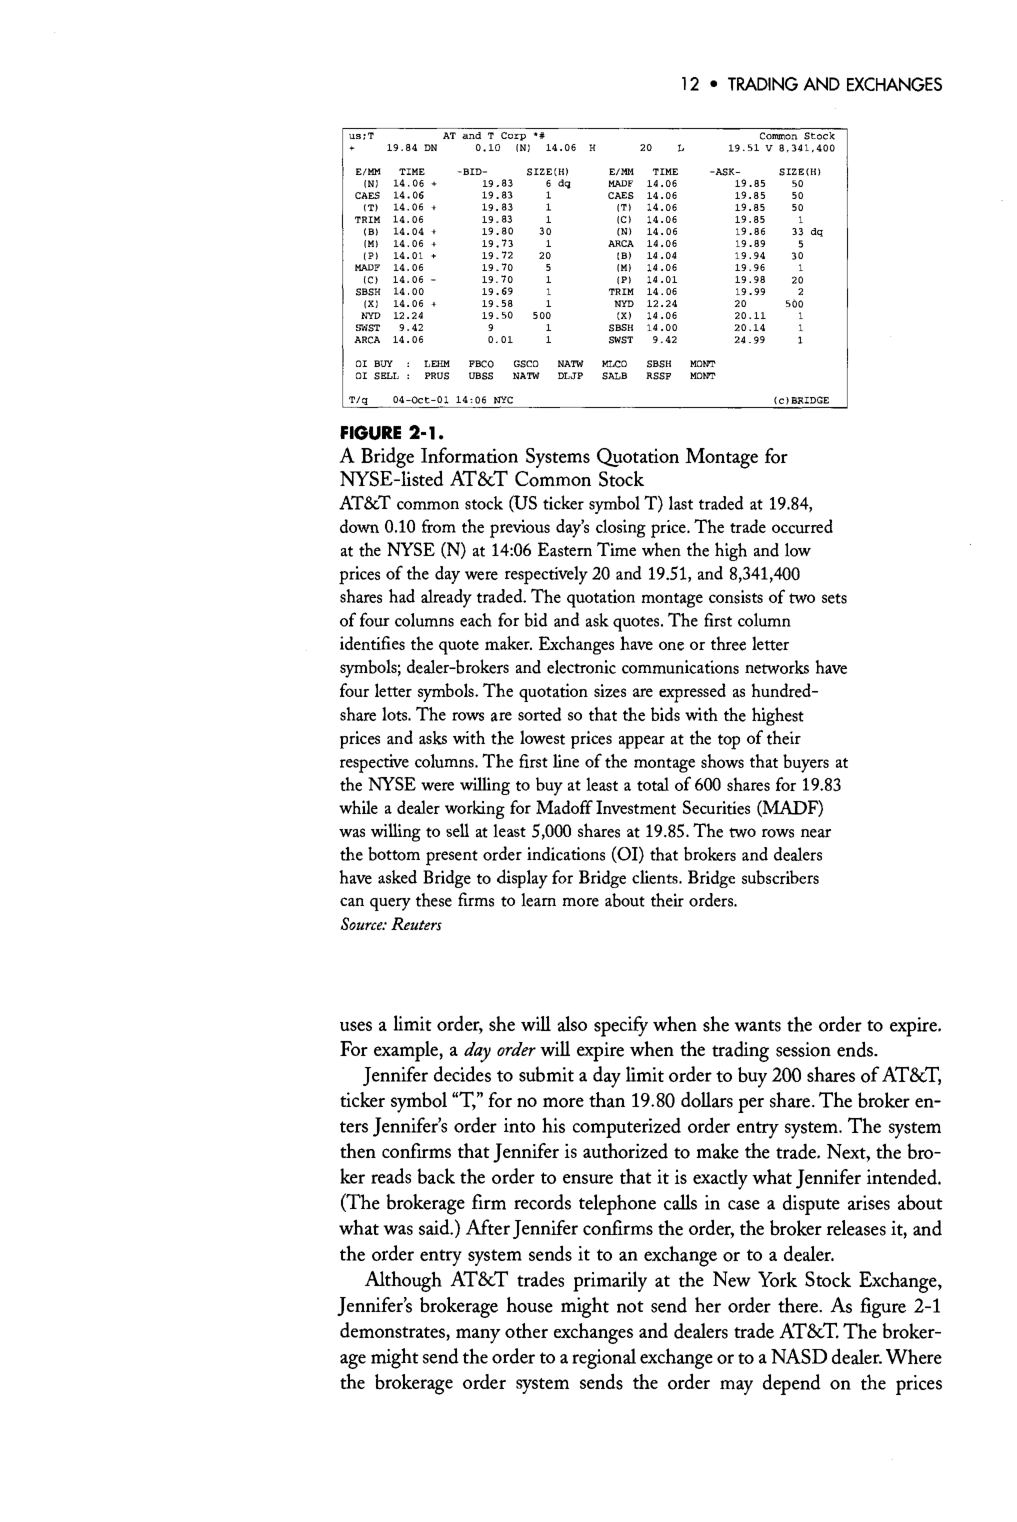 12 • TRADING AND EXCHANGES
us;T AT and T Corp *# Common Stock
+ 19.84 DN 0.10 (N) 14.06 H 20 L 19.51 V 8,341,400
E/MM TIME -BID- SIZE(H) E/MM TIME -ASK- SIZE(H)
(N) 14.06 + 19.83 6 dq MADF 14.06 19.85 50
CAES 14.06 19.83 1 CAES 14.06 19.85 50
(T) 14.06 + 19.83 1 (T) 14.06 19.85 50
TRIM 14.06 19.83 1 (C) 14.06 19.85 1
(B) 14.04 + 19.80 30 (N) 14.06 19.86 33 dq
(M) 14.06 + 19.73 1 ARCA 14.06 19.89 5
(P) 14.01 + 19.72 20 (B) 14.04 19.94 30
MADF 14.06 19.70 5 (M) 14.06 19.96 1
(C) 14.06 - 19.70 1 (P) 14.01 19.98 20
SBSH 14.00 19.69 1 TRIM 14.06 19.99 2
(X) 14.06 + 19.58 1 NYD 12.24 20 500
NYD 12.24 19.50 500 (X) 14.06 20.11 1
SWST 9.42 9 1 SBSH 14.00 20.14 1
ARCA 14.06 0.01 1 SWST 9.42 24.99 1
OI BUY : LEHM FBCO GSCO NATW MLCO SBSH MONT
OI SELL : PRUS UBSS NATW DLJP SALB RSSF MONT
T/q 04-Oct-01 14:06 NYC (c)BRIDGE
FIGURE 2-1.
A Bridge Information Systems Quotation Montage for
NYSE-listed AT&T Common Stock
AT&T common stock (US ticker symbol T) last traded at 19.84,
down 0.10 from the previous day's closing price. The trade occurred
at the NYSE (N) at 14:06 Eastern Time when the high and low
prices of the day were respectively 20 and 19.51, and 8,341,400
shares had already traded. The quotation montage consists of two sets
of four columns each for bid and ask quotes. The first column
identifies the quote maker. Exchanges have one or three letter
symbols; dealer-brokers and electronic communications networks have
four letter symbols. The quotation sizes are expressed as hundred-
share lots. The rows are sorted so that the bids with the highest
prices and asks with the lowest prices appear at the top of their
respective columns. The first line of the montage shows that buyers at
the NYSE were willing to buy at least a total of 600 shares for 19.83
while a dealer working for Madoff Investment Securities (MADF)
was willing to sell at least 5,000 shares at 19.85. The two rows near
the bottom present order indications (OI) that brokers and dealers
have asked Bridge to display for Bridge clients. Bridge subscribers
can query these firms to learn more about their orders.
Source: Reuters
uses a limit order, she will also specify when she wants the order to expire.
For example, a day order will expire when the trading session ends.
Jennifer decides to submit a day limit order to buy 200 shares of AT&T,
ticker symbol “T,” for no more than 19.80 dollars per share. The broker en-
ters Jennifer's order into his computerized order entry system. The system
then confirms that Jennifer is authorized to make the trade. Next, the bro-
ker reads back the order to ensure that it is exactly what Jennifer intended.
(The brokerage firm records telephone calls in case a dispute arises about
what was said.) After Jennifer confirms the order, the broker releases it, and
the order entry system sends it to an exchange or to a dealer.
Although AT&T trades primarily at the New York Stock Exchange,
Jennifer's brokerage house might not send her order there. As figure 2-1
demonstrates, many other exchanges and dealers trade AT&T. The broker-
age might send the order to a regional exchange or to a NASD dealer. Where
the brokerage order system sends the order may depend on the prices